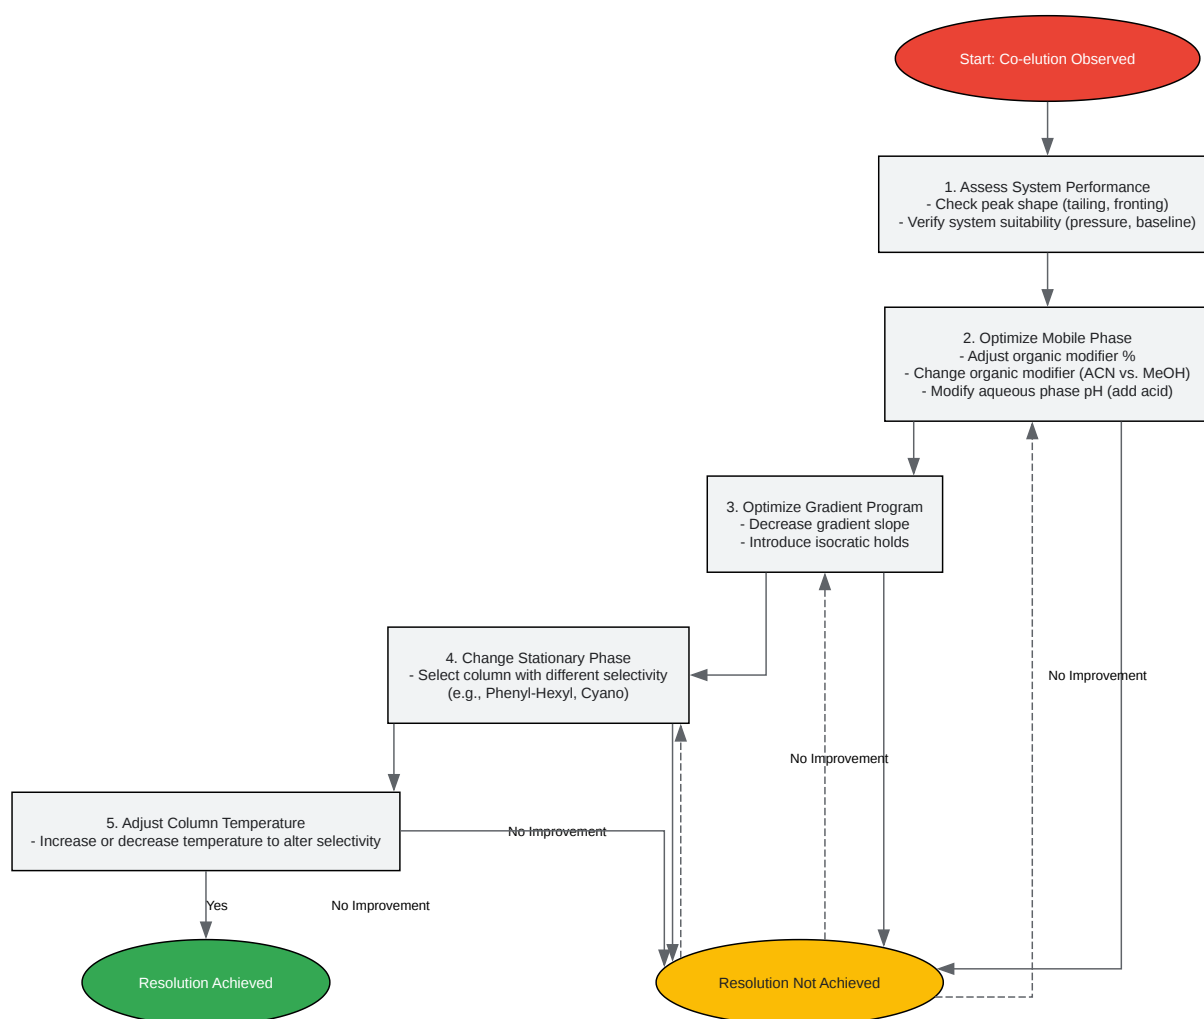 Start: Co-elution Observed
1. Assess System Performance
- Check peak shape (tailing, fronting)
- Verify system suitability (pressure, baseline)
2. Optimize Mobile Phase
- Adjust organic modifier %
- Change organic modifier (ACN vs. MeOH)
- Modify aqueous phase pH (add acid)
3. Optimize Gradient Program
- Decrease gradient slope
- Introduce isocratic holds
4. Change Stationary Phase
- Select column with different selectivity
(e.g., Phenyl-Hexyl, Cyano)
No Improvement
No Improvement
5. Adjust Column Temperature
- Increase or decrease temperature to alter selectivity
No Improvement
Yes
No Improvement
Resolution Achieved
Resolution Not Achieved